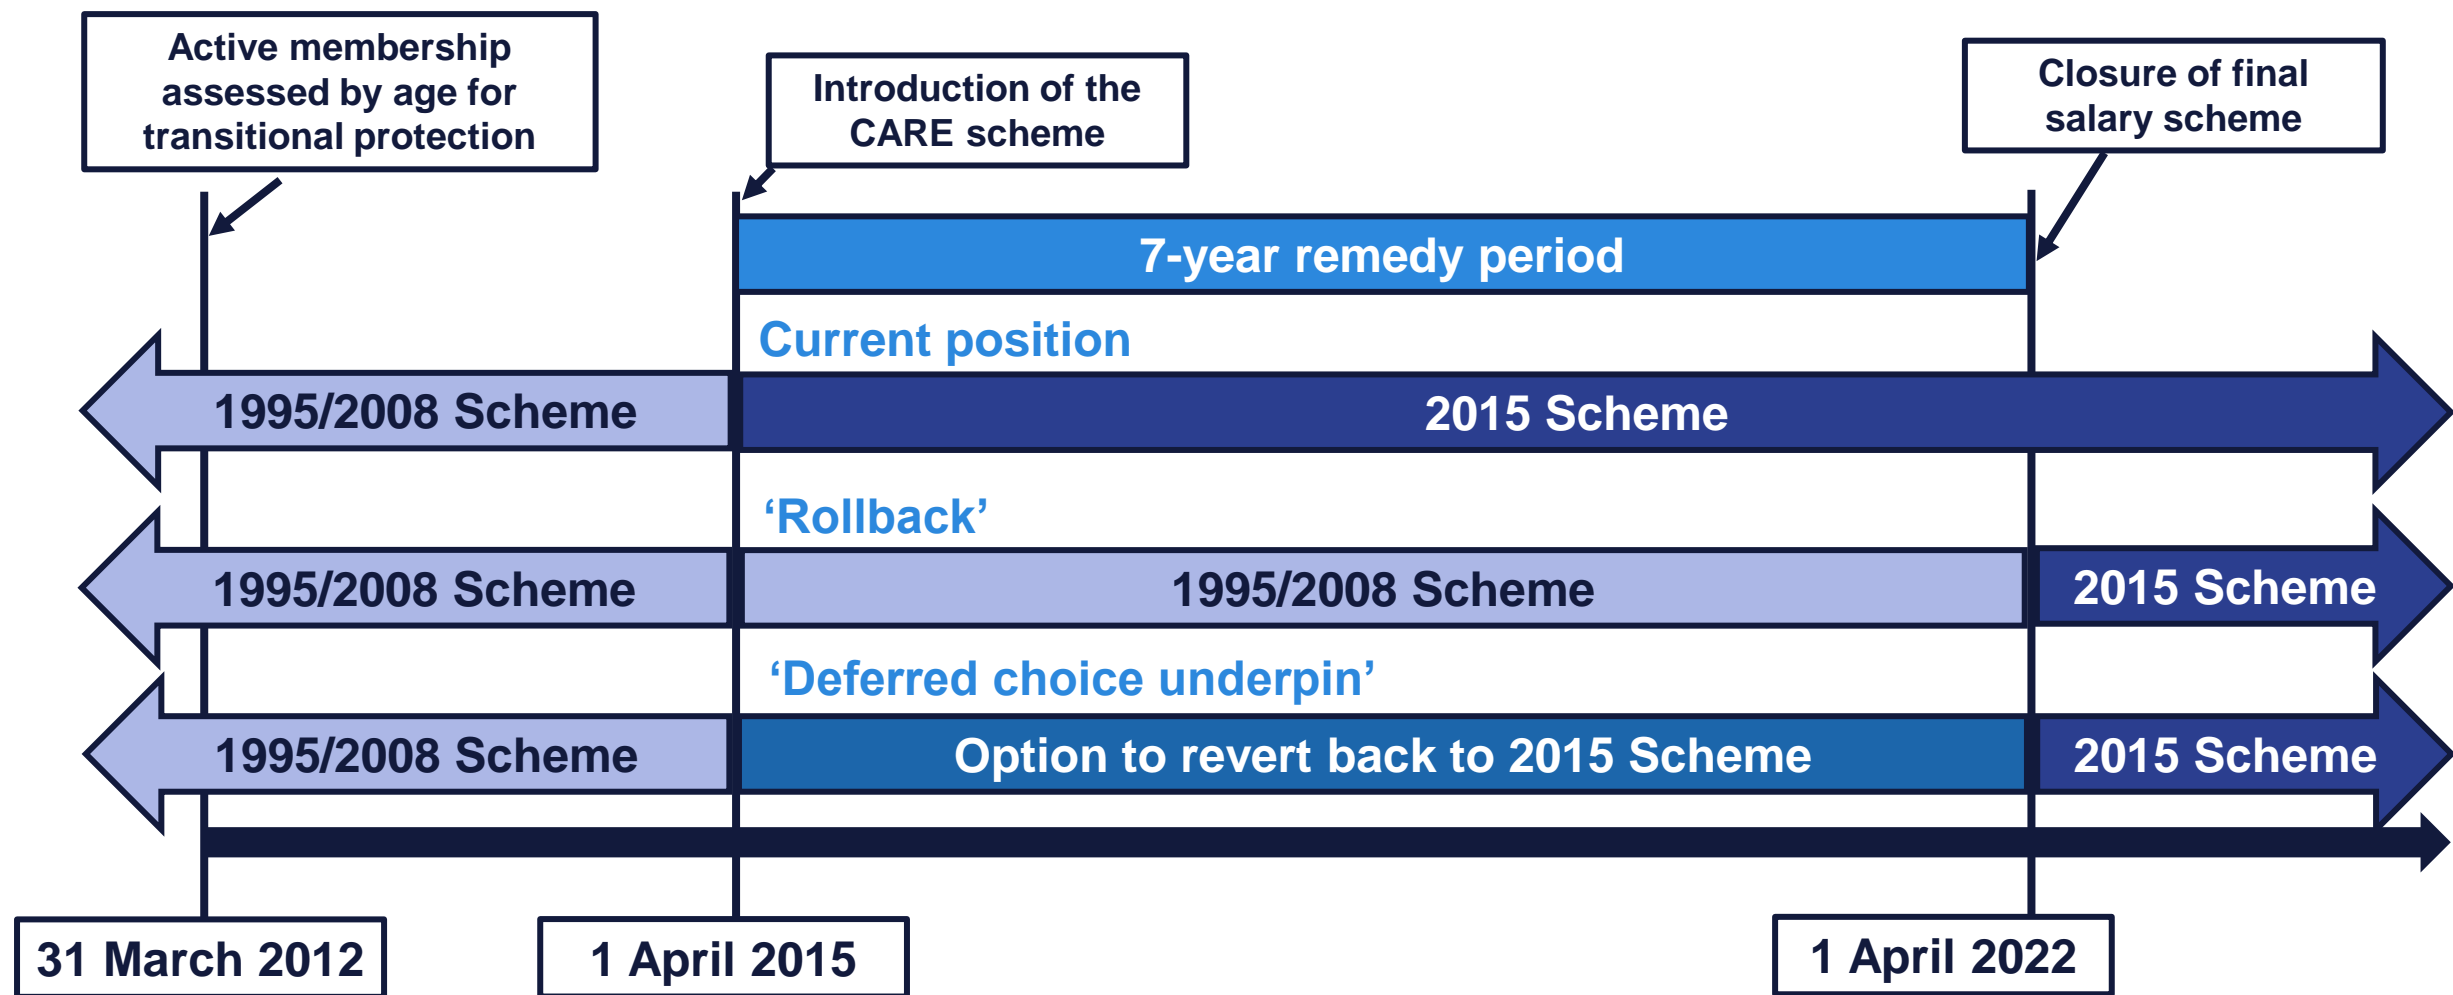 Active membership
assessed by age for
transitional protection
Introduction of the
CARE scheme
Closure of final
salary scheme
7-year remedy period
Current position
1995/2008 Scheme
2015 Scheme
‘Rollback’
1995/2008 Scheme
1995/2008 Scheme
2015 Scheme
‘Deferred choice underpin’
1995/2008 Scheme
Option to revert back to 2015 Scheme
2015 Scheme
31 March 2012
1 April 2015
1 April 2022